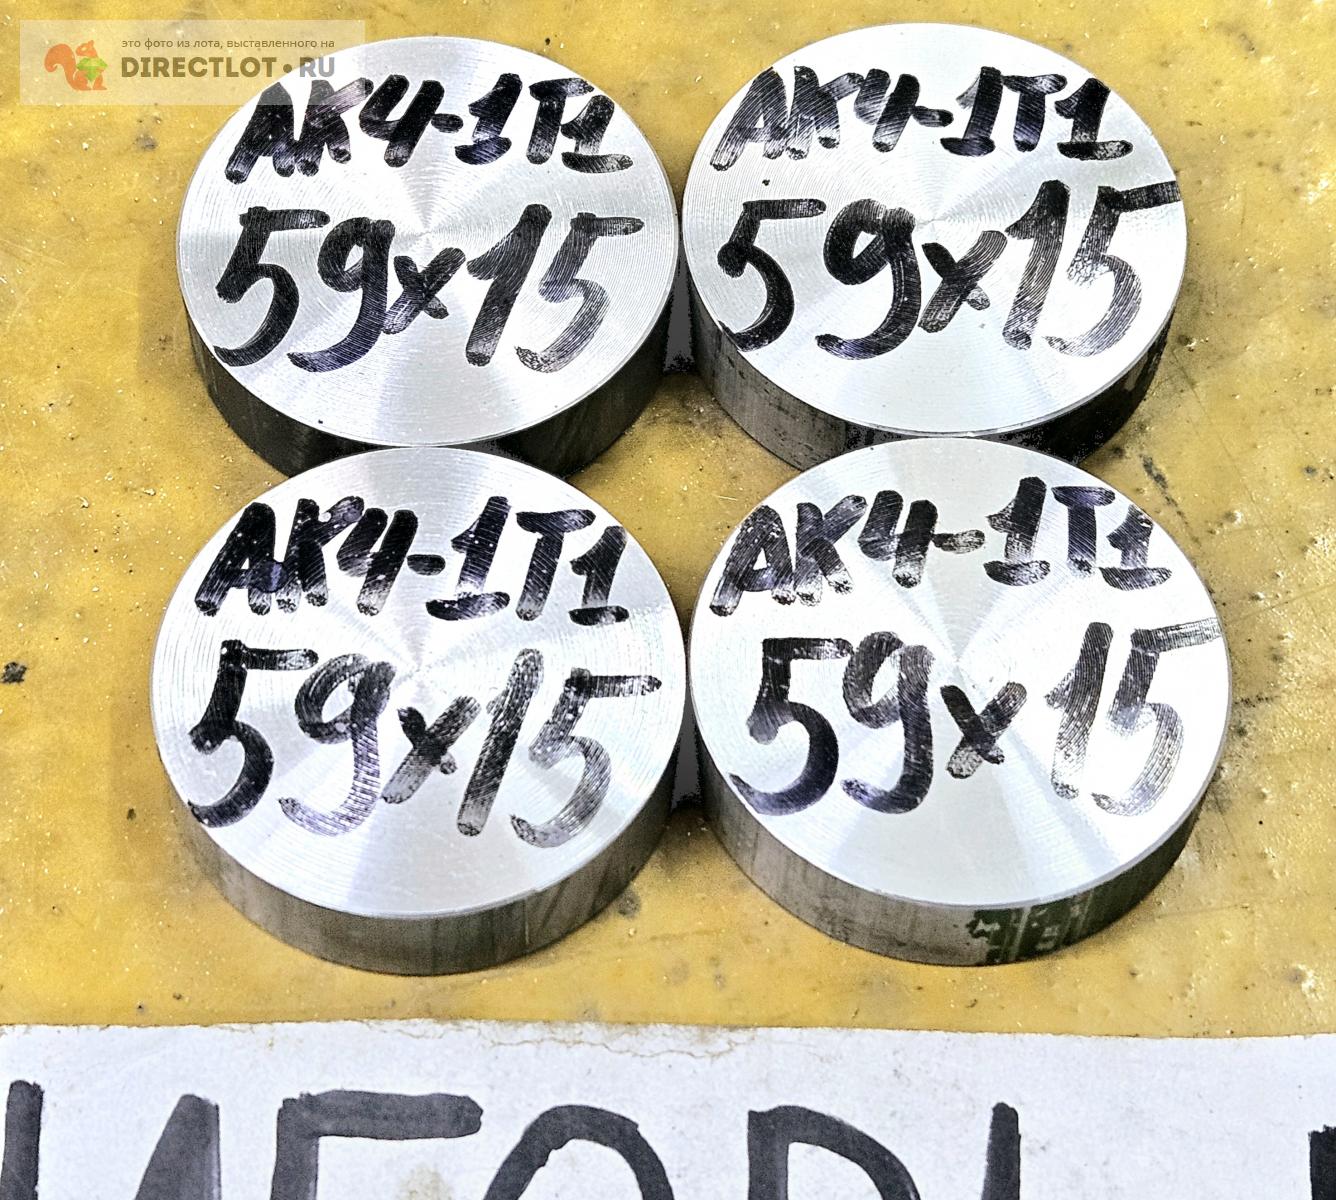 это фото из лота, выставленного на
DIRECTLOT.RU
АК4-1Т1
59х15
АК4-1Т1
59х15
АК4-1Т1
59х15
АК4-1Т1
59х15